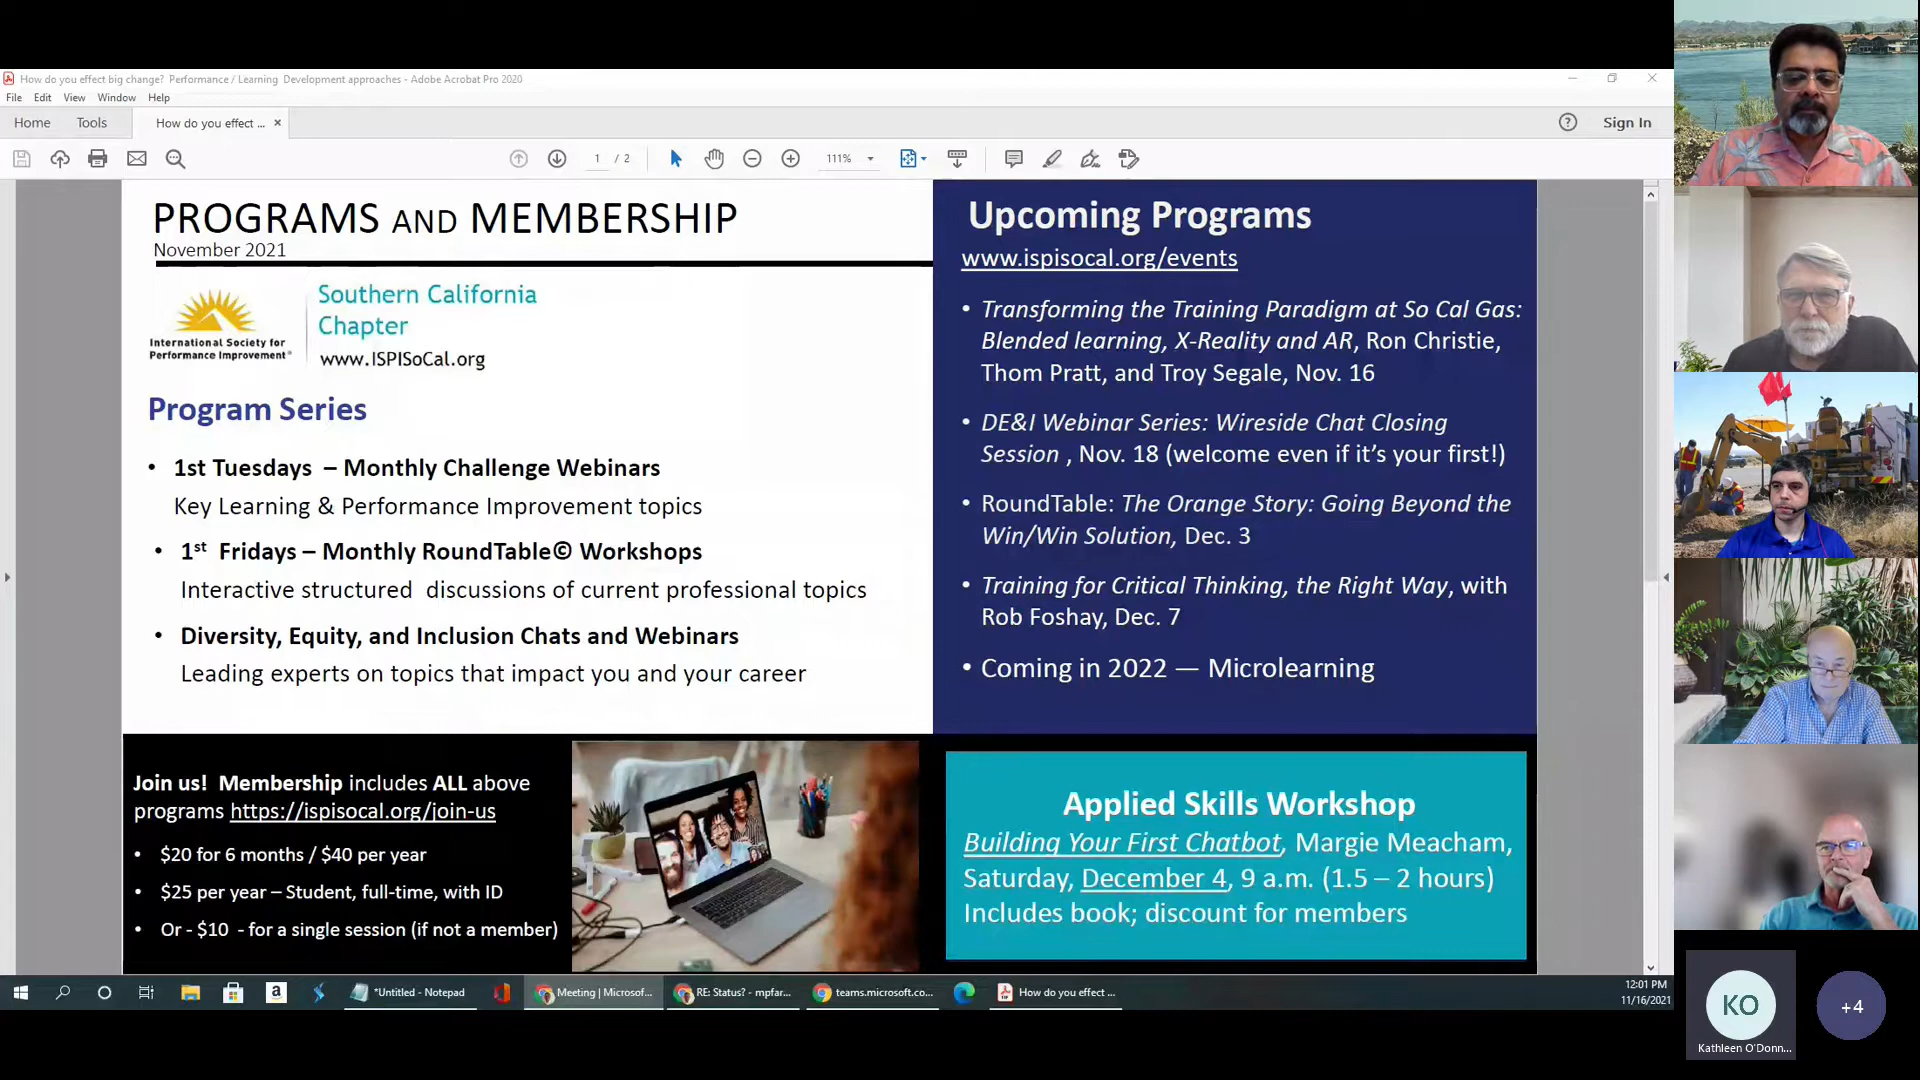 How do you effect big change? Performance / Learning Development approaches - Adobe Acrobat Pro 2020
File Edit View Window Help
Home Tools How do you effect ... × Sign In
1 / 2 111%
PROGRAMS AND MEMBERSHIP
November 2021
International Society for
Performance Improvement®
Southern California
Chapter
www.ISPISoCal.org
Program Series
• 1st Tuesdays – Monthly Challenge Webinars
Key Learning & Performance Improvement topics
• 1st Fridays – Monthly RoundTable© Workshops
Interactive structured discussions of current professional topics
• Diversity, Equity, and Inclusion Chats and Webinars
Leading experts on topics that impact you and your career
Upcoming Programs
www.ispisocal.org/events
• Transforming the Training Paradigm at So Cal Gas:
Blended learning, X-Reality and AR, Ron Christie,
Thom Pratt, and Troy Segale, Nov. 16
• DE&I Webinar Series: Wireside Chat Closing
Session , Nov. 18 (welcome even if it’s your first!)
• RoundTable: The Orange Story: Going Beyond the
Win/Win Solution, Dec. 3
• Training for Critical Thinking, the Right Way, with
Rob Foshay, Dec. 7
• Coming in 2022 — Microlearning
Join us! Membership includes ALL above
programs https://ispisocal.org/join-us
• $20 for 6 months / $40 per year
• $25 per year – Student, full-time, with ID
• Or - $10 - for a single session (if not a member)
Applied Skills Workshop
Building Your First Chatbot, Margie Meacham,
Saturday, December 4, 9 a.m. (1.5 – 2 hours)
Includes book; discount for members
*Untitled - Notepad Meeting | Microsof... RE: Status? - mpfar... teams.microsoft.co... How do you effect ...
12:01 PM
11/16/2021
KO
Kathleen O'Donn...
+4